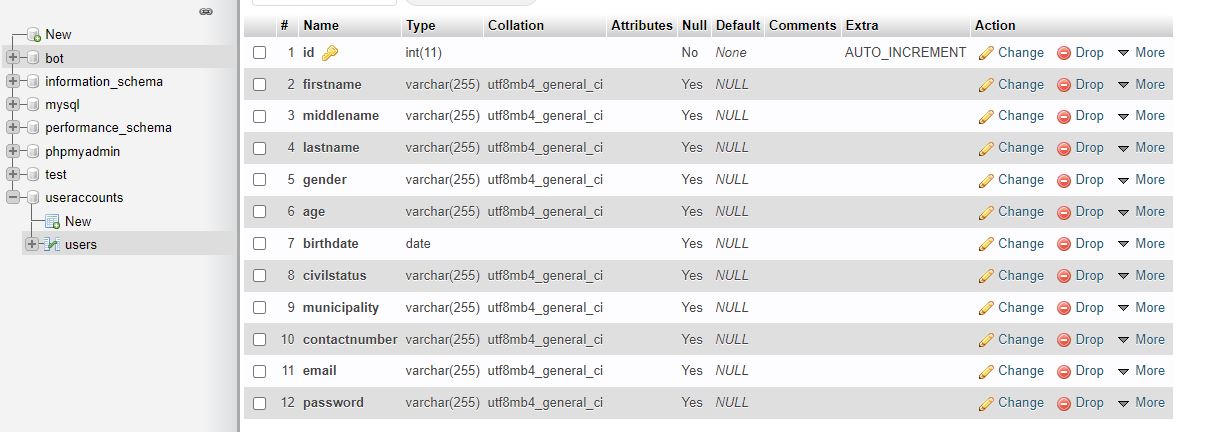 New
bot
information_schema
mysql
performance_schema
phpmyadmin
test
useraccounts
New
users
# Name Type Collation Attributes Null Default Comments Extra Action
1 id int(11) No None AUTO_INCREMENT Change Drop More
2 firstname varchar(255) utf8mb4_general_ci Yes NULL Change Drop More
3 middlename varchar(255) utf8mb4_general_ci Yes NULL Change Drop More
4 lastname varchar(255) utf8mb4_general_ci Yes NULL Change Drop More
5 gender varchar(255) utf8mb4_general_ci Yes NULL Change Drop More
6 age varchar(255) utf8mb4_general_ci Yes NULL Change Drop More
7 birthdate date Yes NULL Change Drop More
8 civilstatus varchar(255) utf8mb4_general_ci Yes NULL Change Drop More
9 municipality varchar(255) utf8mb4_general_ci Yes NULL Change Drop More
10 contactnumber varchar(255) utf8mb4_general_ci Yes NULL Change Drop More
11 email varchar(255) utf8mb4_general_ci Yes NULL Change Drop More
12 password varchar(255) utf8mb4_general_ci Yes NULL Change Drop More